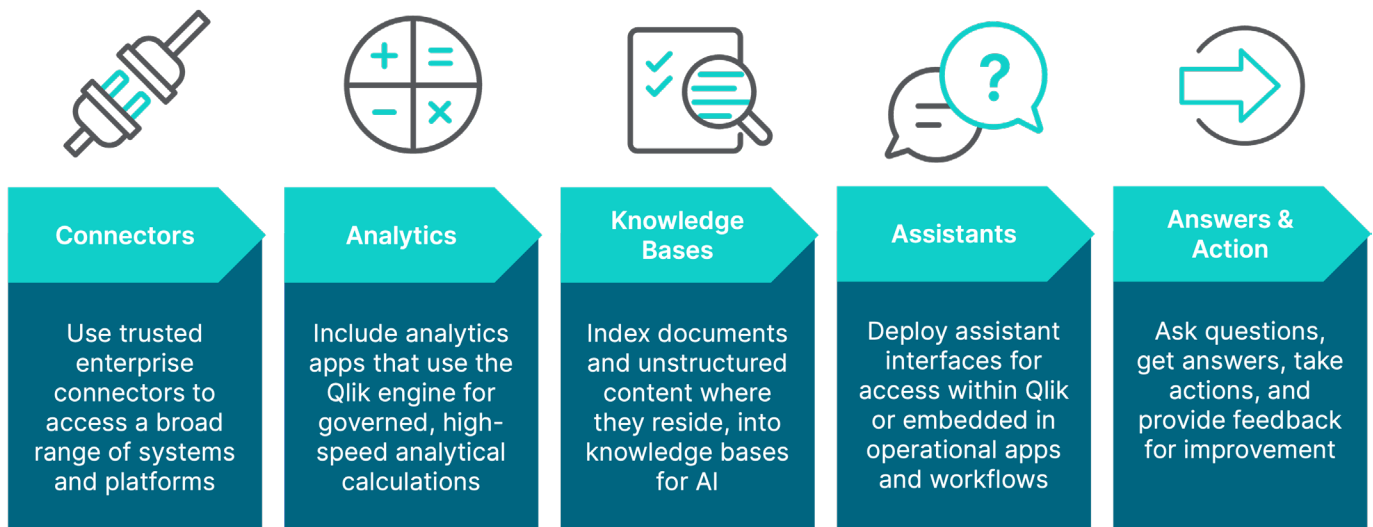 Connectors
Use trusted
enterprise
connectors to
access a broad
range of systems
and platforms
Analytics
Include analytics
apps that use the
Qlik engine for
governed, high-
speed analytical
calculations
Knowledge
Bases
Index documents
and unstructured
content where
they reside, into
knowledge bases
for AI
?
Assistants
Deploy assistant
interfaces for
access within Qlik
or embedded in
operational apps
and workflows
Answers &
Action
Ask questions,
get answers, take
actions, and
provide feedback
for improvement